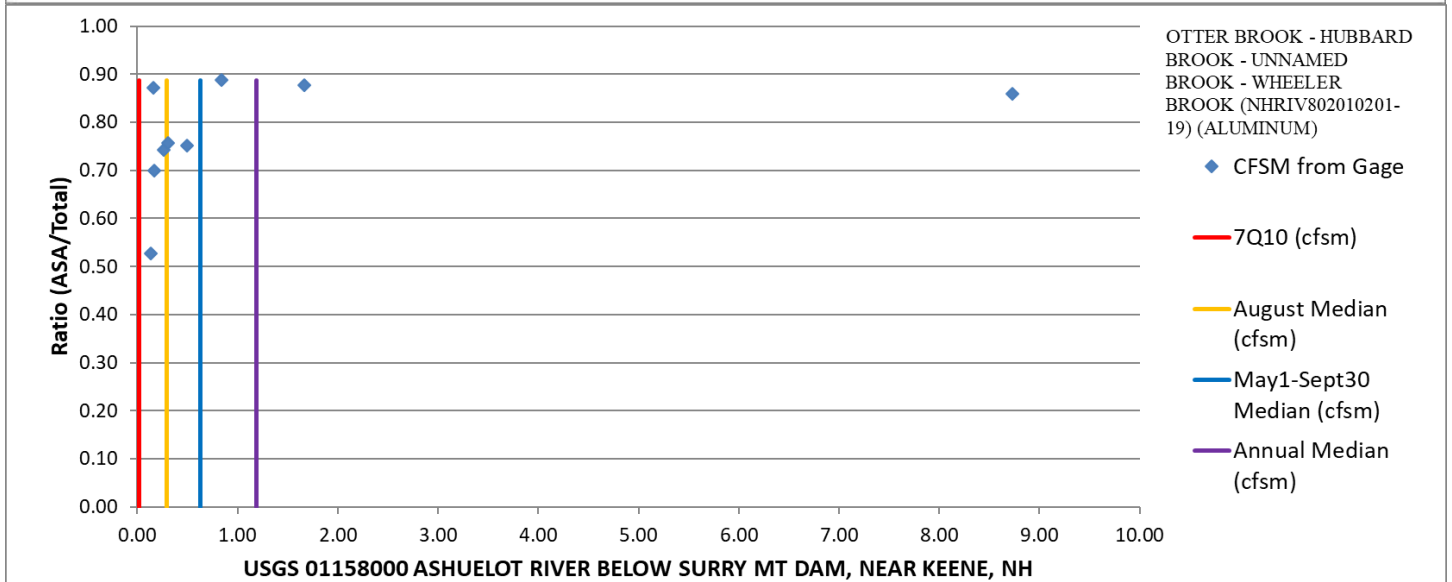 1.00
0.90
0.80
0.70
0.60
0.50
0.40
0.30
0.20
0.10
0.00
Ratio (ASA/Total)
0.00 1.00 2.00 3.00 4.00 5.00 6.00 7.00 8.00 9.00 10.00
USGS 01158000 ASHUELOT RIVER BELOW SURRY MT DAM, NEAR KEENE, NH
OTTER BROOK - HUBBARD
BROOK - UNNAMED
BROOK - WHEELER
BROOK (NHRIV802010201-
19) (ALUMINUM)
CFSM from Gage
7Q10 (cfsm)
August Median
(cfsm)
May1-Sept30
Median (cfsm)
Annual Median
(cfsm)